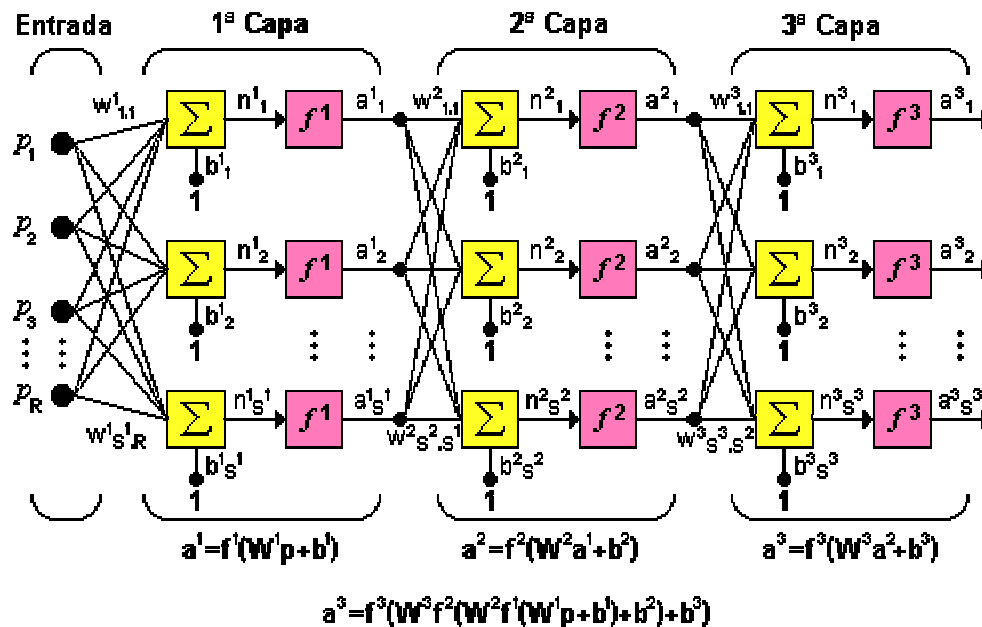 Entrada 1ª Capa 2ª Capa 3ª Capa
w¹1,1 n¹1 a¹1 w²1,1 n²1 a²1 w³1,1 n³1 a³1
p1 Σ f¹ Σ f² Σ f³
b¹1 b²1 b³1
1 1 1
p2
n¹2 a¹2 n²2 a²2 n³2 a³2
Σ f¹ Σ f² Σ f³
p3 b¹2 b²2 b³2
1 1 1
pR n¹S¹ a¹S¹ n²S² a²S² n³S³ a³S³
Σ f¹ Σ f² Σ f³
w¹S¹,R w²S²,S¹ w³S³,S²
b¹S¹ b²S² b³S³
1 1 1
a¹=f¹(W¹p+b¹) a²=f²(W²a¹+b²) a³=f³(W³a²+b³)
a³=f³(W³f²(W²f¹(W¹p+b¹)+b²)+b³)